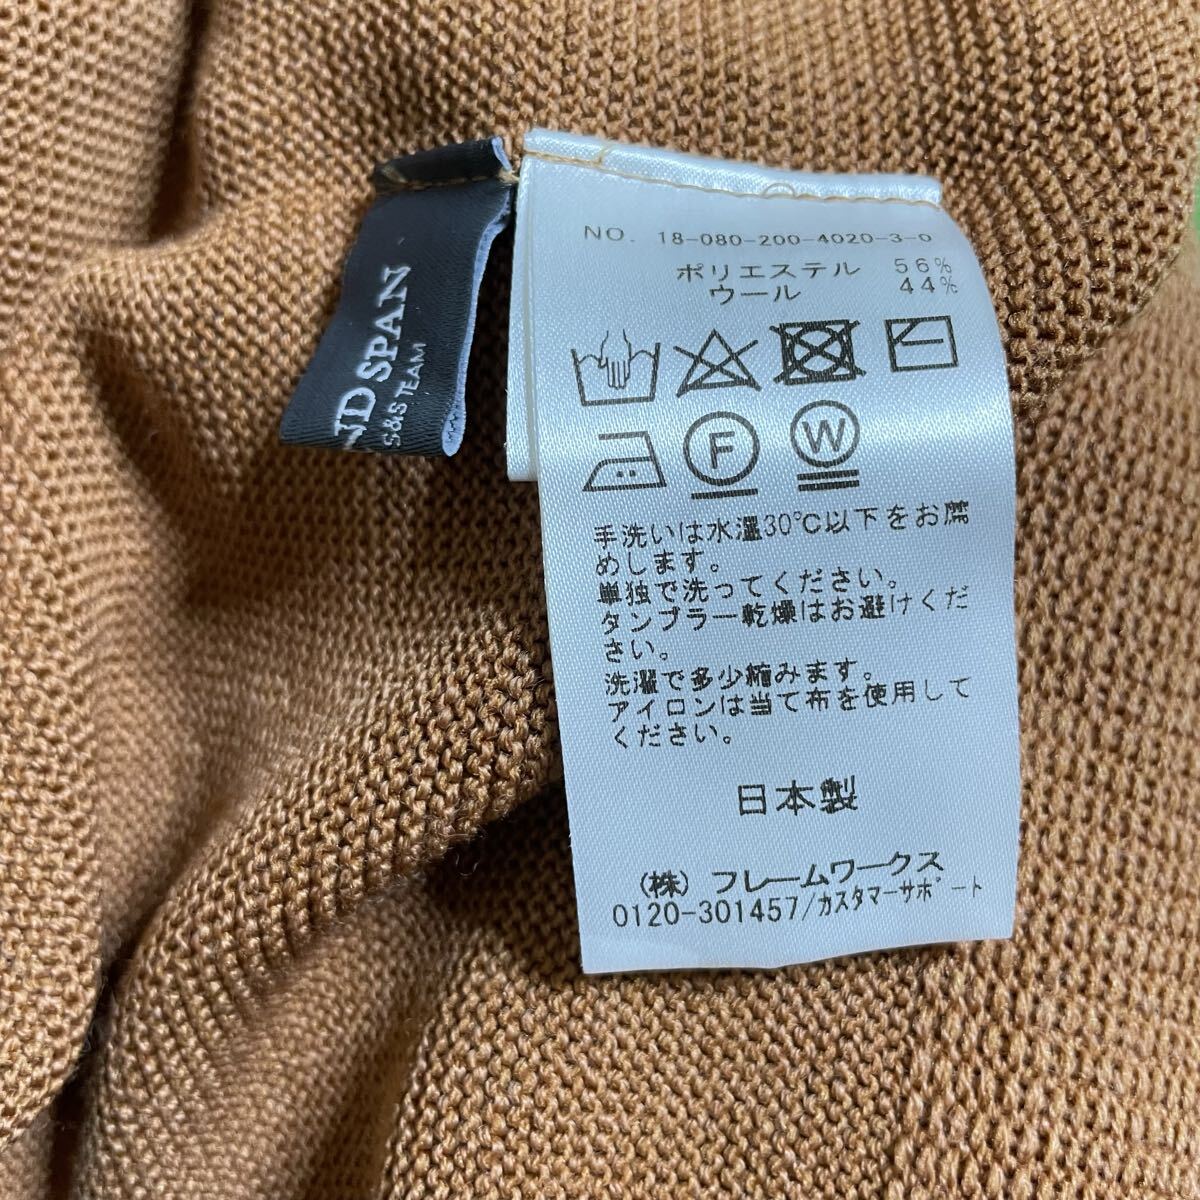 ND SPAN
S&S TEAM
NO. 18-080-200-4020-3-0
ポリエステル 56%
ウール 44%
F
W
手洗いは水温30℃以下をお薦
めします。
単独で洗ってください。
タンブラー乾燥はお避けくだ
さい。
洗濯で多少縮みます。
アイロンは当て布を使用して
ください。
日本製
(株) フレームワークス
0120-301457/カスタマーサポート